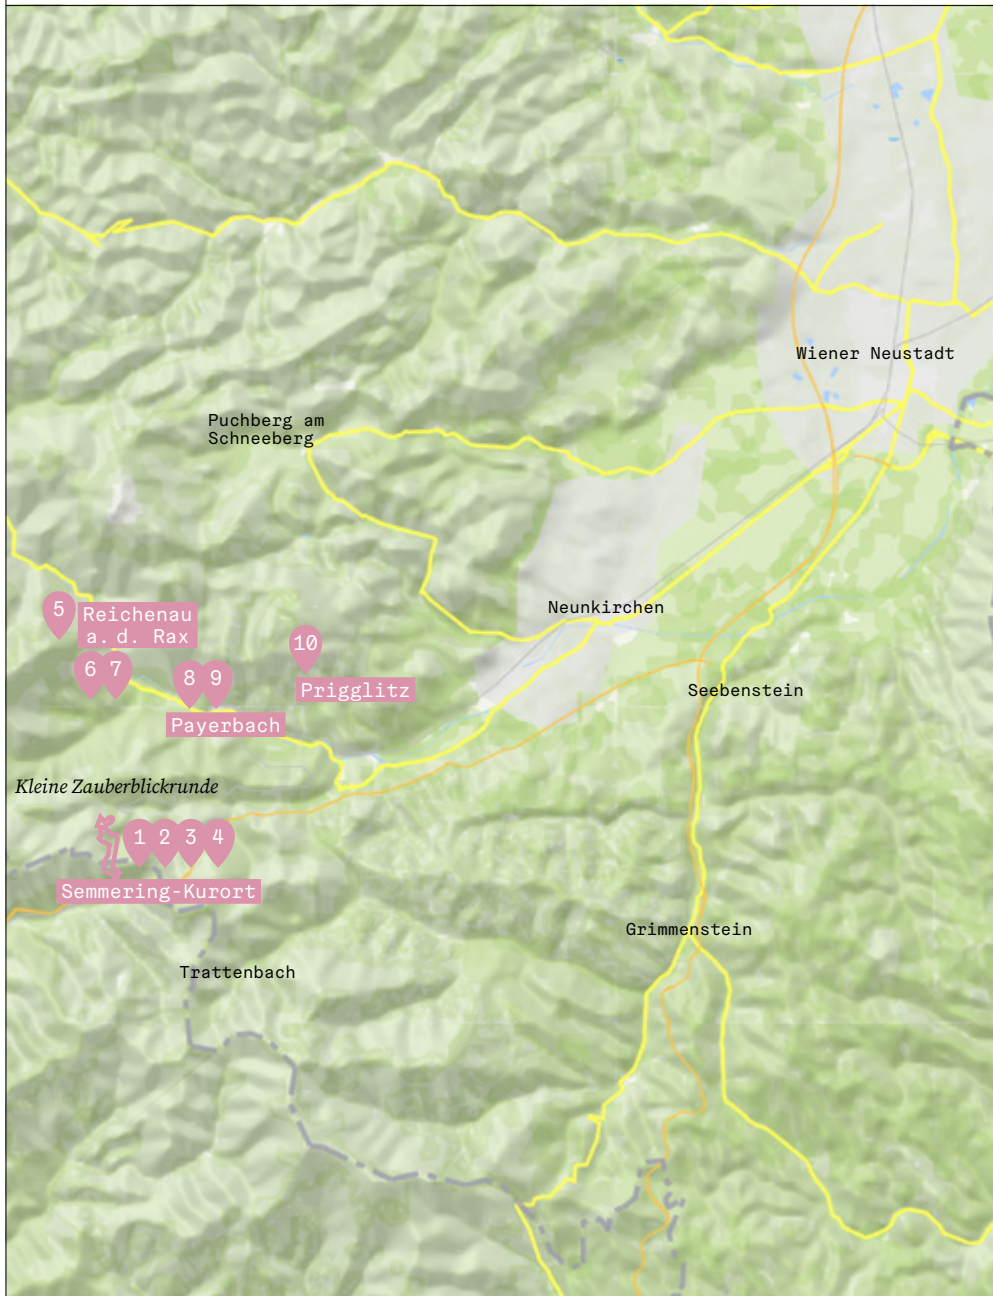 Wiener Neustadt
Puchberg am
Schneeberg
Neunkirchen
5
Reichenau
a. d. Rax
6
7
8
9
10
Prigglitz
Payerbach
Seebenstein
Kleine Zauberblickrunde
1
2
3
4
Semmering-Kurort
Grimmenstein
Trattenbach